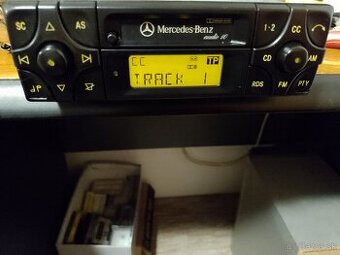 SC AS
Mercedes-Benz
audio 10
1-2 CC
CC
TP
TRACK 1
CD AM
RDS FM PTY